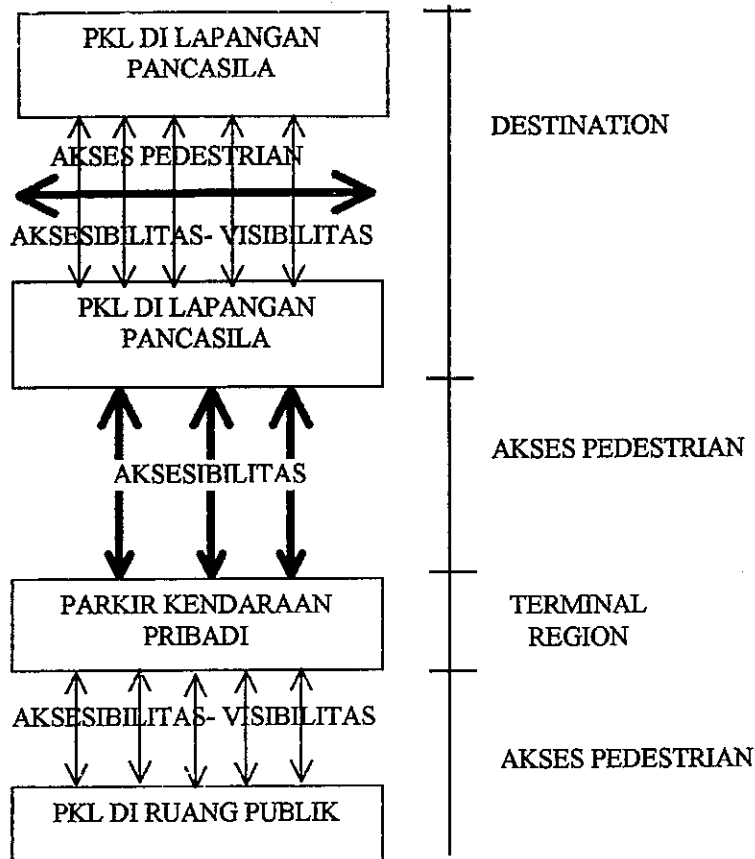 PKL DI LAPANGAN
PANCASILA
DESTINATION
AKSES PEDESTRIAN
AKSESIBILITAS- VISIBILITAS
PKL DI LAPANGAN
PANCASILA
AKSES PEDESTRIAN
AKSESIBILITAS
PARKIR KENDARAAN
PRIBADI
TERMINAL
REGION
AKSESIBILITAS- VISIBILITAS
AKSES PEDESTRIAN
PKL DI RUANG PUBLIK